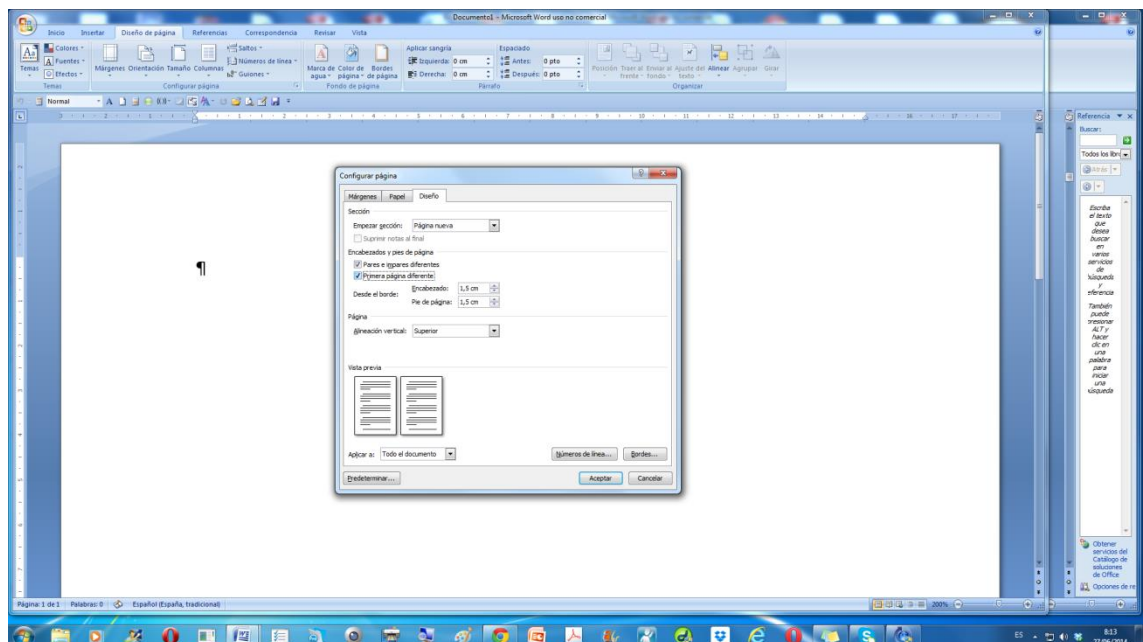 Documento1 - Microsoft Word uso no comercial
Inicio Insertar Diseño de página Referencias Correspondencia Revisar Vista
Temas
Colores
Fuentes
Efectos
Temas
Márgenes Orientación Tamaño Columnas
Saltos
Números de línea
Guiones
Configurar página
Marca de agua
Color de página
Bordes de página
Fondo de página
Aplicar sangría
Izquierda: 0 cm
Derecha: 0 cm
Espaciado
Antes: 0 pto
Después: 0 pto
Párrafo
Posición
Traer al frente
Enviar al fondo
Ajuste del texto
Alinear Agrupar Girar
Organizar
Normal
Configurar página
Márgenes Papel Diseño
Sección
Empezar sección: Página nueva
Suprimir notas al final
Encabezados y pies de página
Pares e impares diferentes
Primera página diferente
Desde el borde:
Encabezado: 1,5 cm
Pie de página: 1,5 cm
Página
Alineación vertical: Superior
Vista previa
Aplicar a: Todo el documento
Números de línea... Bordes...
Predeterminar... Aceptar Cancelar
¶
Referencia
Buscar:
Todos los libro
Atrás
Escriba
el texto
que
desea
buscar
en
varios
servicios
de
y
También
puede
ALT y
hacer
clic en
una
palabra
para
iniciar
una
Obtener
servicios del
Catálogo de
soluciones
de Office
Opciones de re
Página: 1 de 1 Palabras: 0 Español (España, tradicional)
200%
ES
8:13
11/06/2014